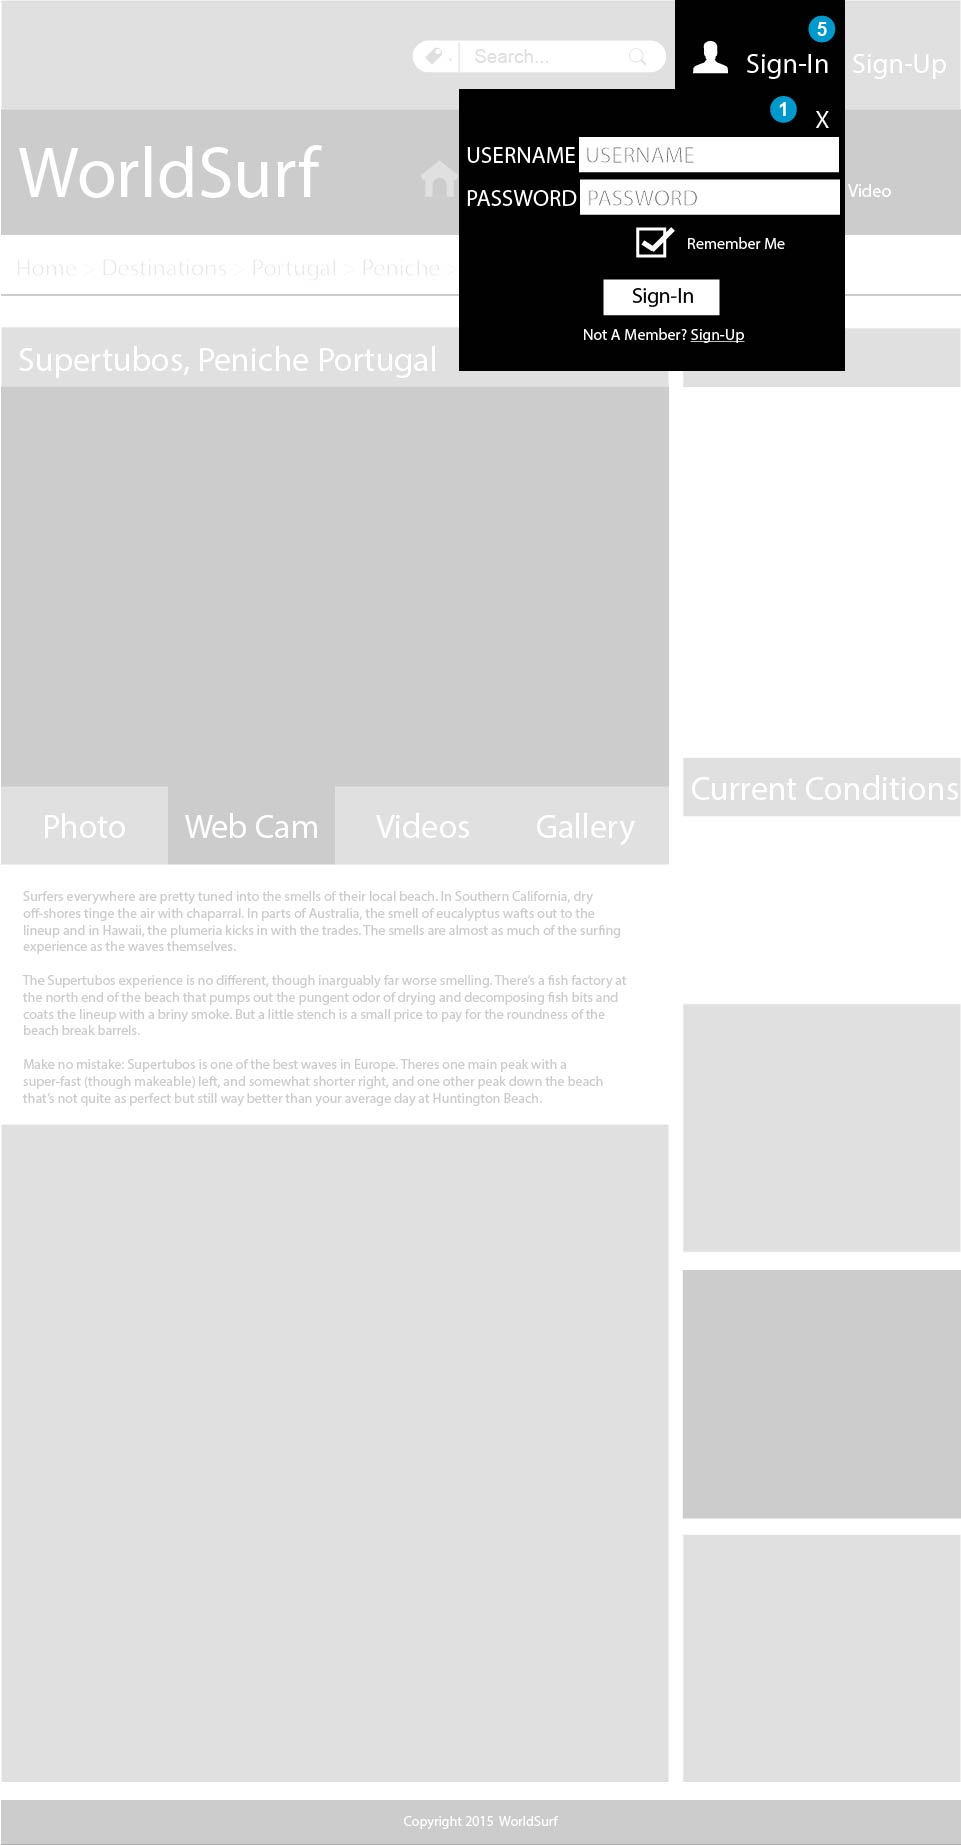 5
Search...
Sign-In
Sign-Up
1
X
WorldSurf
USERNAME USERNAME
PASSWORD PASSWORD
Video
Remember Me
Home > Destinations > Portugal > Peniche >
Sign-In
Not A Member? Sign-Up
Supertubos, Peniche Portugal
Current Conditions
Photo
Web Cam
Videos
Gallery
Surfers everywhere are pretty tuned into the smells of their local beach. In Southern California, dry
off-shores tinge the air with chaparral. In parts of Australia, the smell of eucalyptus wafts out to the
lineup and in Hawaii, the plumeria kicks in with the trades. The smells are almost as much of the surfing
experience as the waves themselves.
The Supertubos experience is no different, though inarguably far worse smelling. There's a fish factory at
the north end of the beach that pumps out the pungent odor of drying and decomposing fish bits and
coats the lineup with a briny smoke. But a little stench is a small price to pay for the roundness of the
beach break barrels.
Make no mistake: Supertubos is one of the best waves in Europe. Theres one main peak with a
super-fast (though makeable) left, and somewhat shorter right, and one other peak down the beach
that's not quite as perfect but still way better than your average day at Huntington Beach.
Copyright 2015 WorldSurf